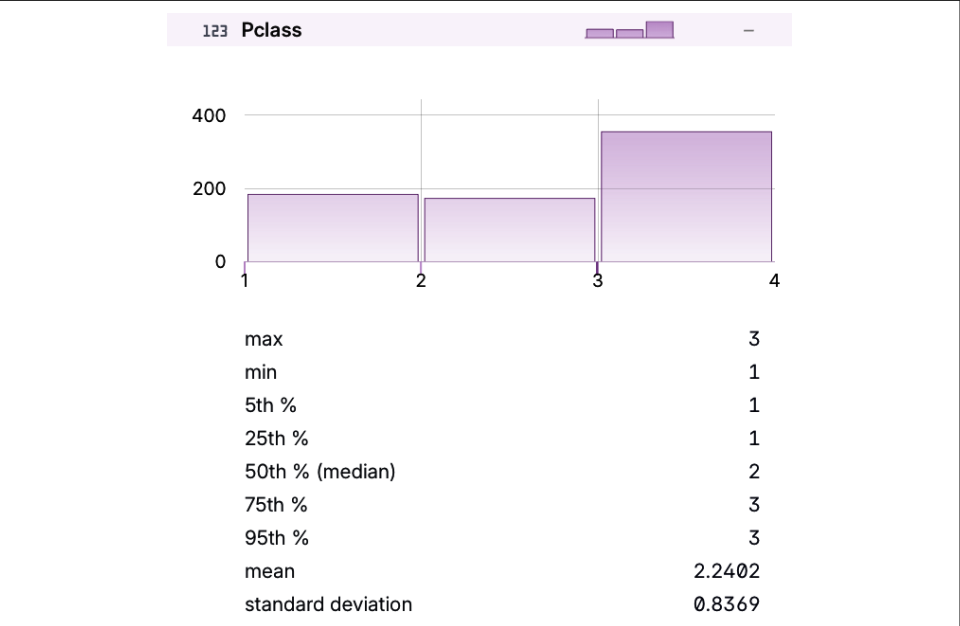 123 Pclass –
400
200
0
1 2 3 4
max 3
min 1
5th % 1
25th % 1
50th % (median) 2
75th % 3
95th % 3
mean 2.2402
standard deviation 0.8369